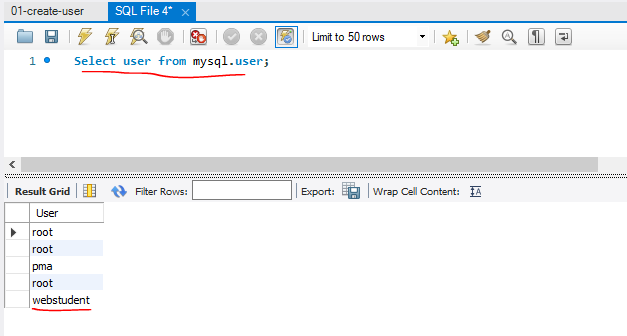 01-create-user
SQL File 4*
Limit to 50 rows
1 Select user from mysql.user;
Result Grid Filter Rows: Export: Wrap Cell Content:
User
root
root
pma
root
webstudent